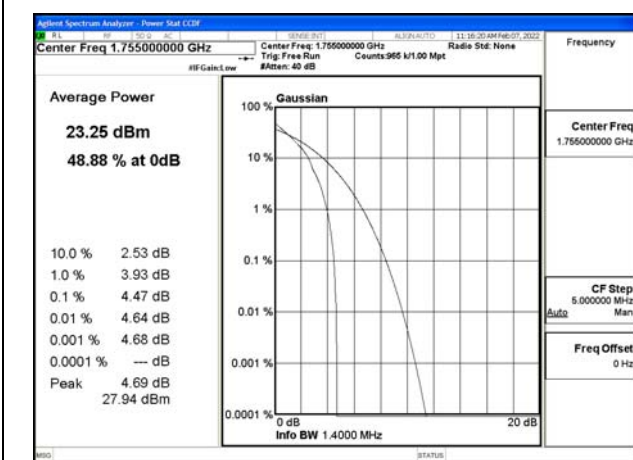 Agilent Spectrum Analyzer - Power Stat CCDF
RL RF 50 Ω AC SENSE:INT ALIGNAUTO 11:16:20 AM Feb 07, 2022
Center Freq 1.755000000 GHz
Center Freq: 1.755000000 GHz
Radio Std: None
Trig: Free Run
Counts:965 k/1.00 Mpt
#IFGain:Low
#Atten: 40 dB
Frequency
Average Power
23.25 dBm
48.88 % at 0dB
10.0 % 2.53 dB
1.0 % 3.93 dB
0.1 % 4.47 dB
0.01 % 4.64 dB
0.001 % 4.68 dB
0.0001 % --- dB
Peak 4.69 dB
27.94 dBm
Gaussian
100 %
10 %
1 %
0.1 %
0.01 %
0.001 %
0.0001 %
0 dB
20 dB
Info BW 1.4000 MHz
Center Freq
1.755000000 GHz
CF Step
5.000000 MHz
Auto Man
Freq Offset
0 Hz
MSG
STATUS